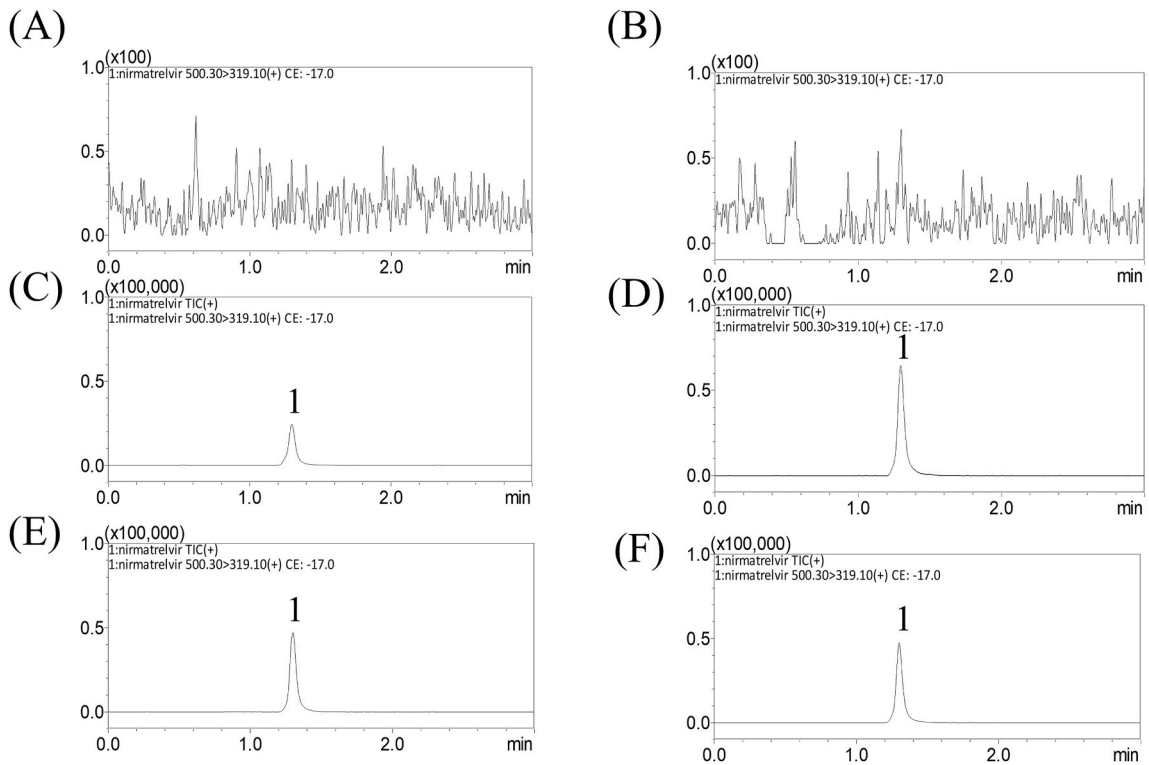 (A)
(x100)
1.0
1:nirmatrelvir 500.30>319.10(+) CE: -17.0
0.5
0.0
0.0 1.0 2.0 min
(B)
(x100)
1.0
1:nirmatrelvir 500.30>319.10(+) CE: -17.0
0.5
0.0
0.0 1.0 2.0 min
(C)
(x100,000)
1.0
1:nirmatrelvir TIC(+)
1:nirmatrelvir 500.30>319.10(+) CE: -17.0
1
0.5
0.0
0.0 1.0 2.0 min
(D)
(x100,000)
1.0
1:nirmatrelvir TIC(+)
1:nirmatrelvir 500.30>319.10(+) CE: -17.0
1
0.5
0.0
0.0 1.0 2.0 min
(E)
(x100,000)
1.0
1:nirmatrelvir TIC(+)
1:nirmatrelvir 500.30>319.10(+) CE: -17.0
1
0.5
0.0
0.0 1.0 2.0 min
(F)
(x100,000)
1.0
1:nirmatrelvir TIC(+)
1:nirmatrelvir 500.30>319.10(+) CE: -17.0
1
0.5
0.0
0.0 1.0 2.0 min